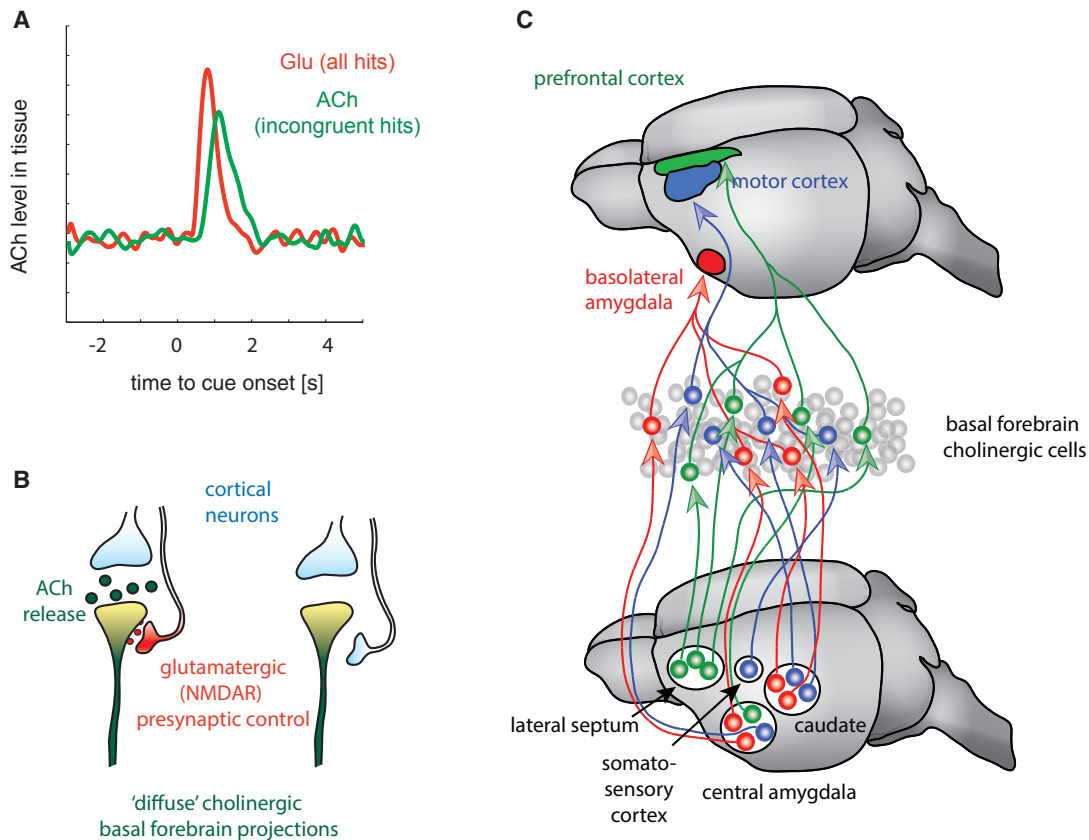 A
Glu (all hits)
ACh
(incongruent hits)
ACh level in tissue
-2
0
2
4
time to cue onset [s]
B
cortical
neurons
ACh
release
glutamatergic
(NMDAR)
presynaptic control
'diffuse' cholinergic
basal forebrain projections
C
prefrontal cortex
motor cortex
basolateral
amygdala
basal forebrain
cholinergic cells
lateral septum
caudate
somato-
sensory
cortex
central amygdala